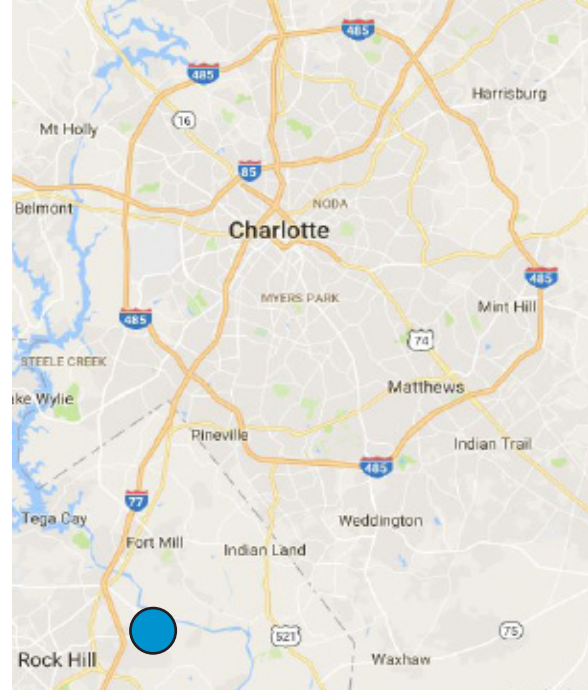 485
485
Harrisburg
Mt Holly
16
85
NODA
Belmont
Charlotte
485
MYERS PARK
Mint Hill
485
74
STEELE CREEK
Matthews
ke Wylie
Pineville
Indian Trail
485
77
Tega Cay
Weddington
Fort Mill
Indian Land
521
75
Rock Hill
Waxhaw